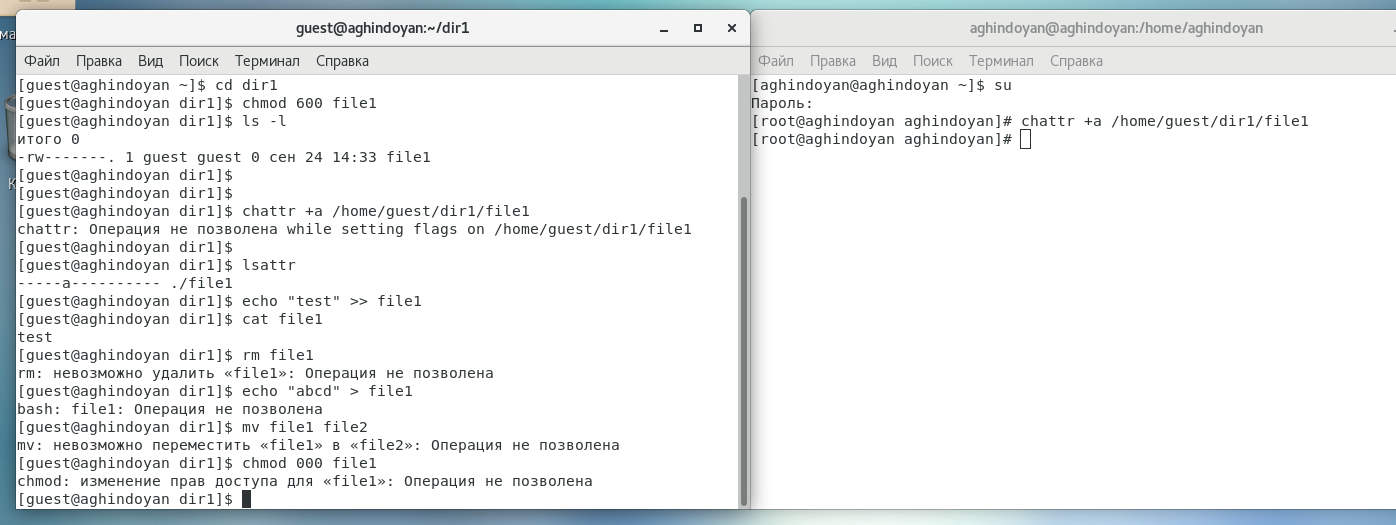 ма
К
guest@aghindoyan:~/dir1
Файл Правка Вид Поиск Терминал Справка
[guest@aghindoyan ~]$ cd dir1
[guest@aghindoyan dir1]$ chmod 600 file1
[guest@aghindoyan dir1]$ ls -l
итого 0
-rw-------. 1 guest guest 0 сен 24 14:33 file1
[guest@aghindoyan dir1]$
[guest@aghindoyan dir1]$
[guest@aghindoyan dir1]$ chattr +a /home/guest/dir1/file1
chattr: Операция не позволена while setting flags on /home/guest/dir1/file1
[guest@aghindoyan dir1]$
[guest@aghindoyan dir1]$ lsattr
-----a---------- ./file1
[guest@aghindoyan dir1]$ echo "test" >> file1
[guest@aghindoyan dir1]$ cat file1
test
[guest@aghindoyan dir1]$ rm file1
rm: невозможно удалить «file1»: Операция не позволена
[guest@aghindoyan dir1]$ echo "abcd" > file1
bash: file1: Операция не позволена
[guest@aghindoyan dir1]$ mv file1 file2
mv: невозможно переместить «file1» в «file2»: Операция не позволена
[guest@aghindoyan dir1]$ chmod 000 file1
chmod: изменение прав доступа для «file1»: Операция не позволена
[guest@aghindoyan dir1]$
aghindoyan@aghindoyan:/home/aghindoyan
Файл Правка Вид Поиск Терминал Справка
[aghindoyan@aghindoyan ~]$ su
Пароль:
[root@aghindoyan aghindoyan]# chattr +a /home/guest/dir1/file1
[root@aghindoyan aghindoyan]#